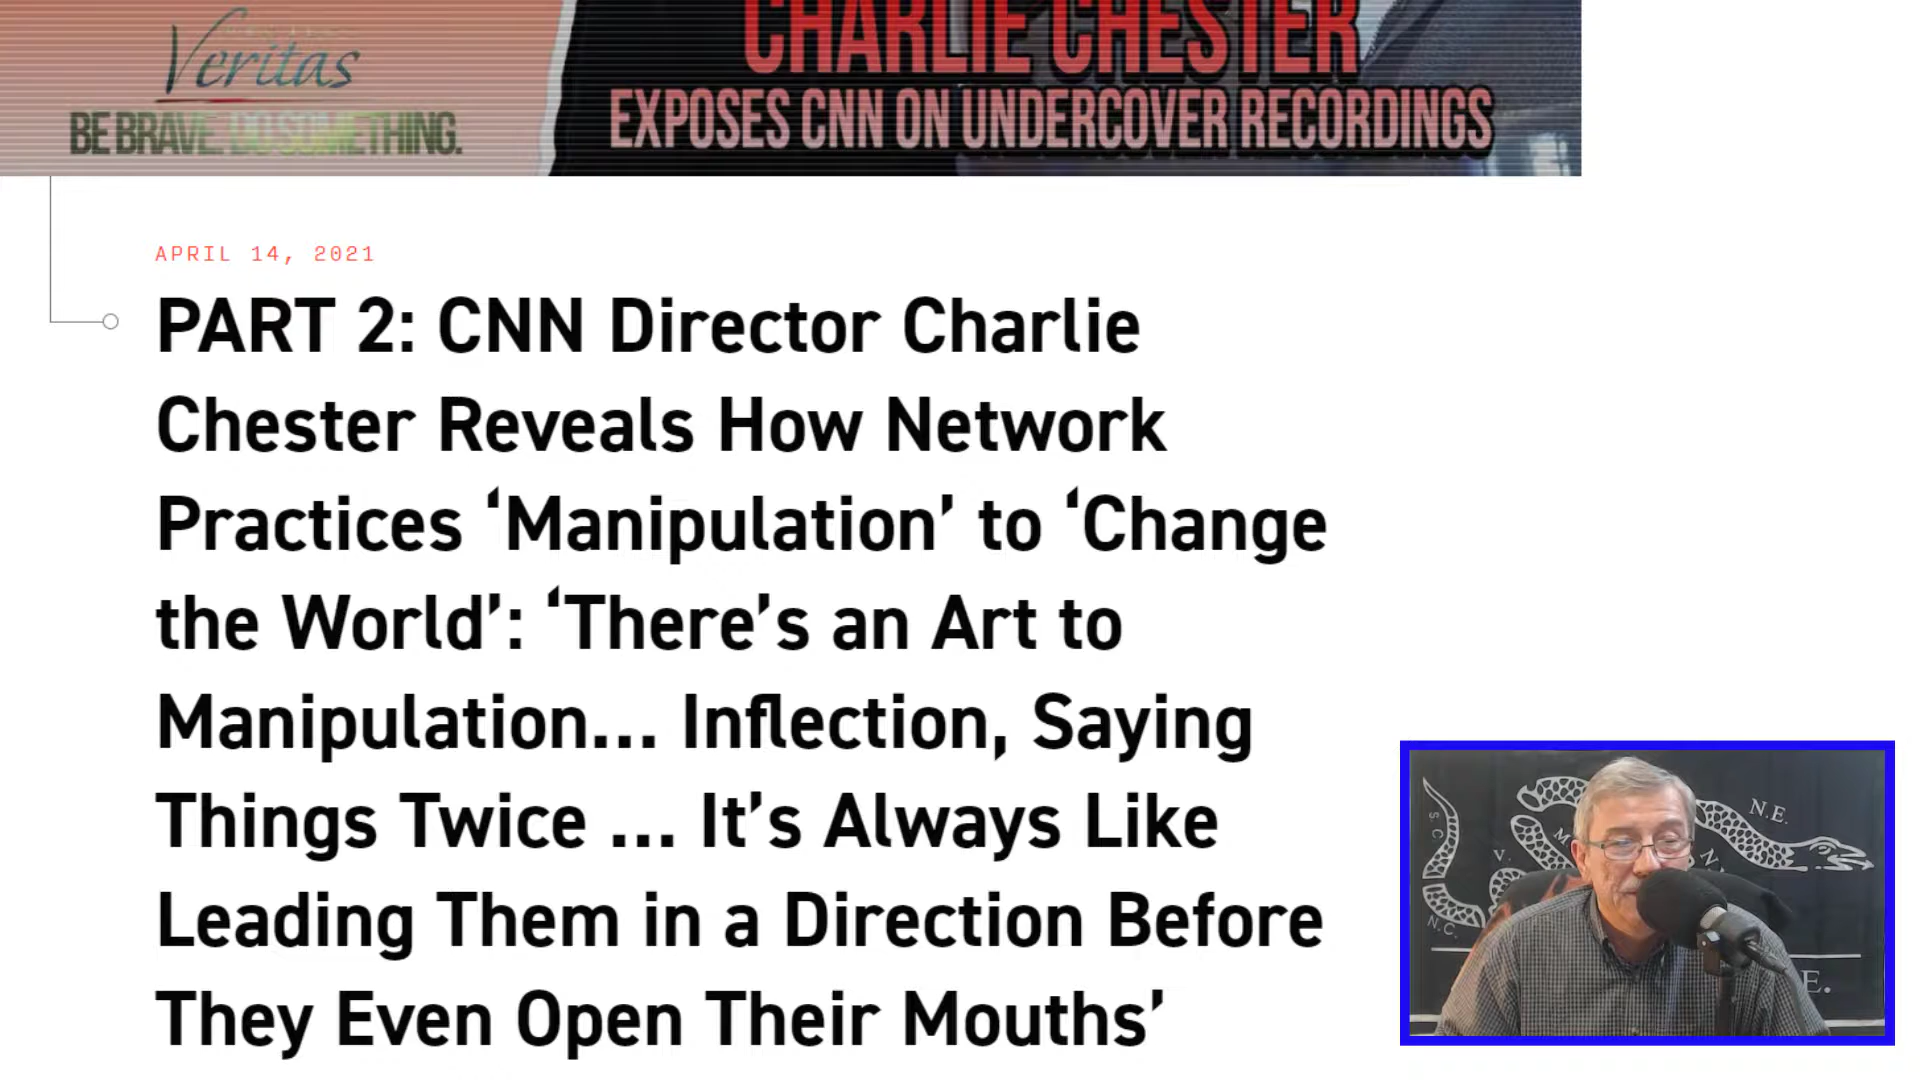 Veritas
BE BRAVE. DO SOMETHING.
CHARLIE CHESTER
EXPOSES CNN ON UNDERCOVER RECORDINGS
APRIL 14, 2021
PART 2: CNN Director Charlie
Chester Reveals How Network
Practices ‘Manipulation’ to ‘Change
the World’: ‘There’s an Art to
Manipulation… Inflection, Saying
Things Twice … It’s Always Like
Leading Them in a Direction Before
They Even Open Their Mouths’
S C
N.C.
V.
M
N.E.
N
E.